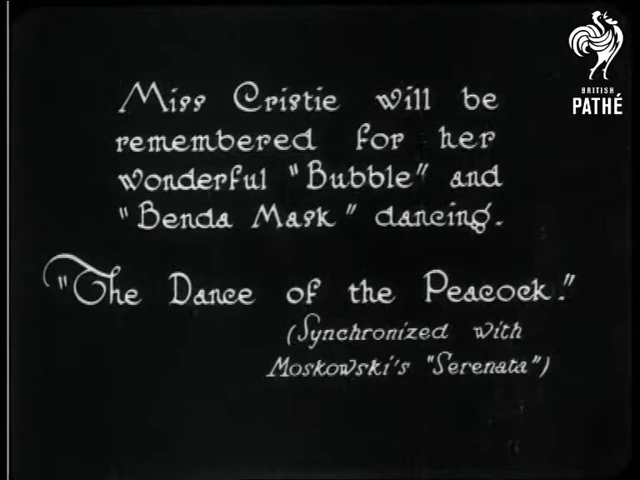 Miss Cristie will be
remembered for her
wonderful "Bubble" and
"Benda Mask" dancing.
"The Dance of the Peacock."
(Synchronized with
Moskowski's "Serenata")
BRITISH
PATHÉ